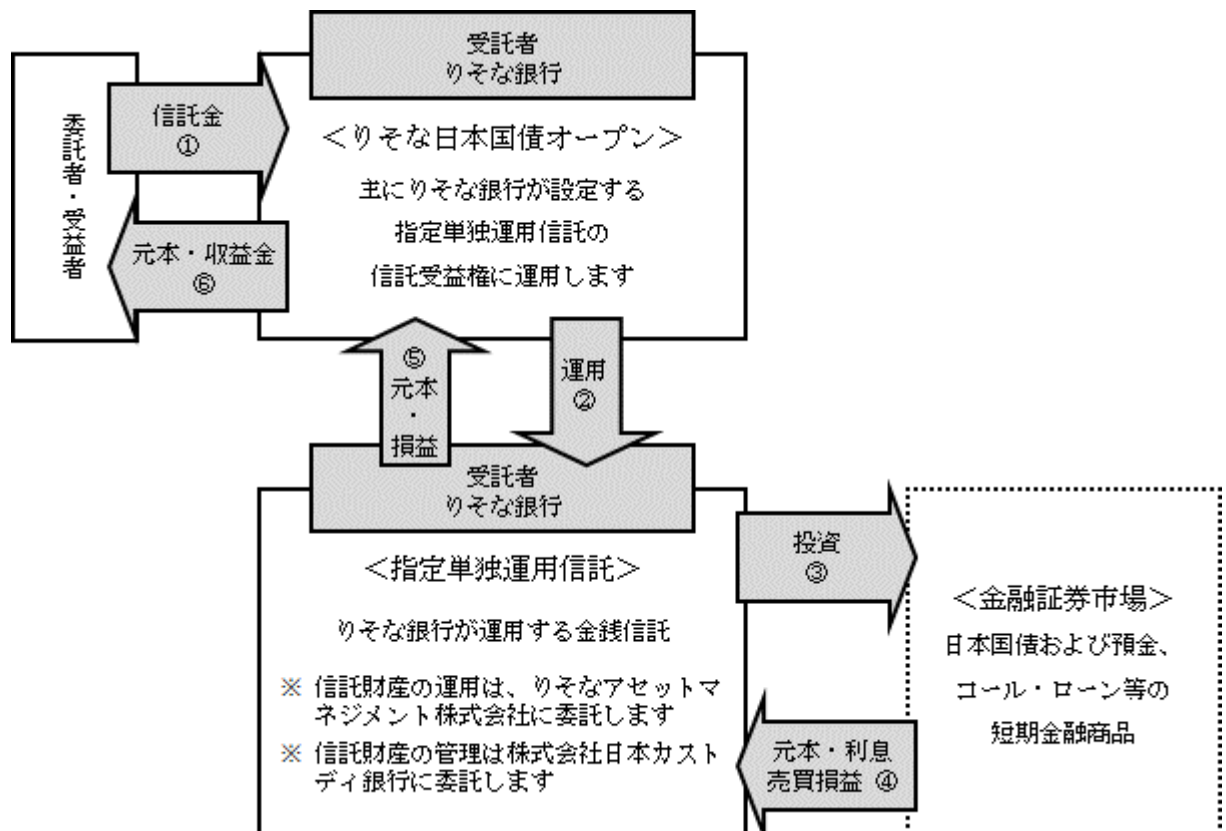 受託者
りそな銀行
委託者・受益者
信託金
①
＜りそな日本国債オープン＞
主にりそな銀行が設定する
指定単独運用信託の
信託受益権に運用します
元本・収益金
⑥
⑤
元本
・
損益
運用
②
受託者
りそな銀行
＜指定単独運用信託＞
りそな銀行が運用する金銭信託
※ 信託財産の運用は、りそなアセットマ
ネジメント株式会社に委託します
※ 信託財産の管理は株式会社日本カスト
ディ銀行に委託します
投資
③
＜金融証券市場＞
日本国債および預金、
コール・ローン等の
短期金融商品
元本・利息
売買損益 ④